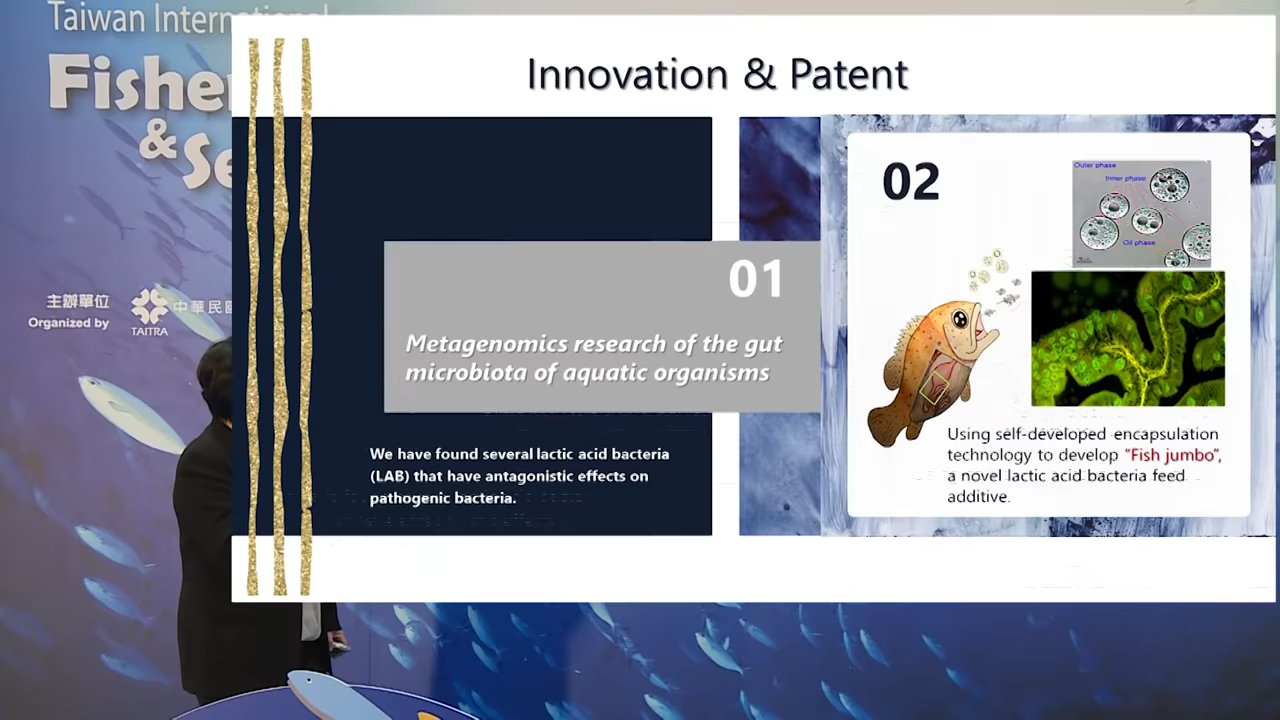 Taiwan International
Fisher
&Se
主辦單位
Organized by
TAITRA
中華民
Innovation & Patent
01
Metagenomics research of the gut
microbiota of aquatic organisms
We have found several lactic acid bacteria
(LAB) that have antagonistic effects on
pathogenic bacteria.
02
Outer phase
Inner phase
Oil phase
Using self-developed encapsulation
technology to develop "Fish jumbo",
a novel lactic acid bacteria feed
additive.